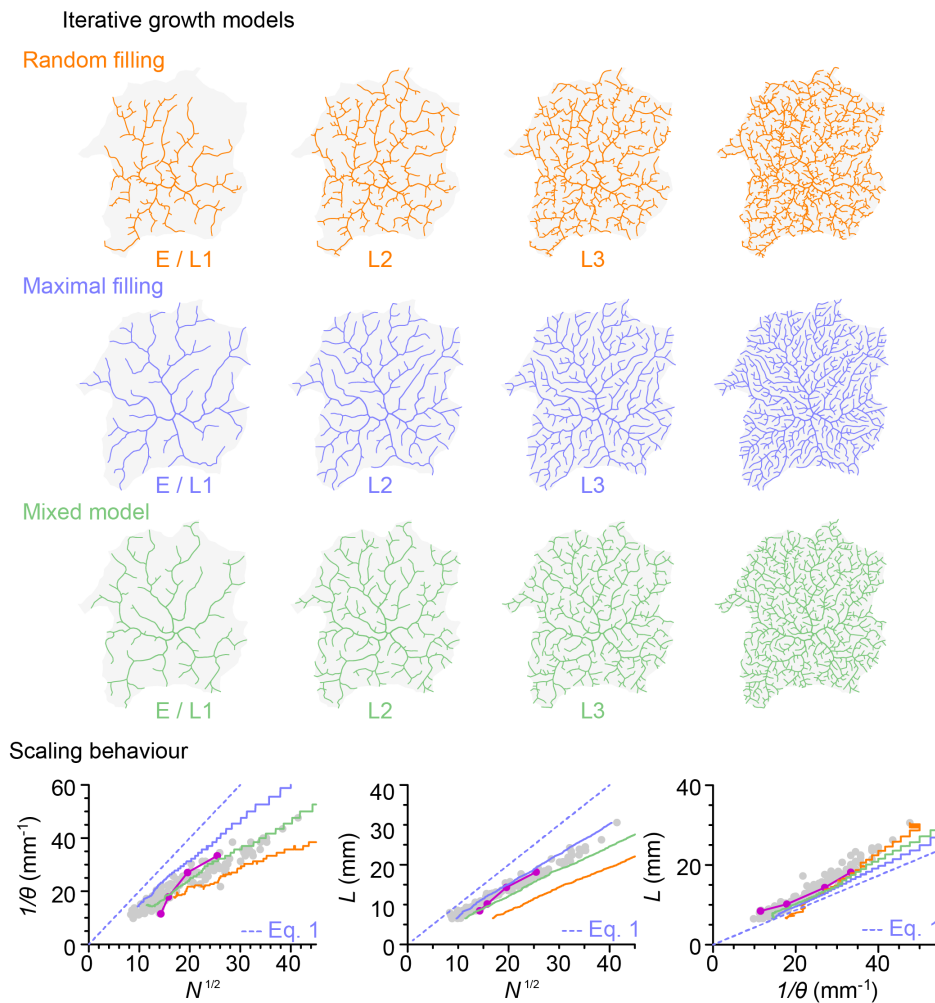 Iterative growth models
Random filling
E / L1 L2 L3
Maximal filling
E / L1 L2 L3
Mixed model
E / L1 L2 L3
Scaling behaviour
1/θ (mm⁻¹)
60
40
20
0
0 10 20 30 40
N^1/2
Eq. 1
L (mm)
40
30
20
10
0
0 10 20 30 40
N^1/2
Eq. 1
L (mm)
40
30
20
10
0
0 20 40
1/θ (mm⁻¹)
Eq. 1